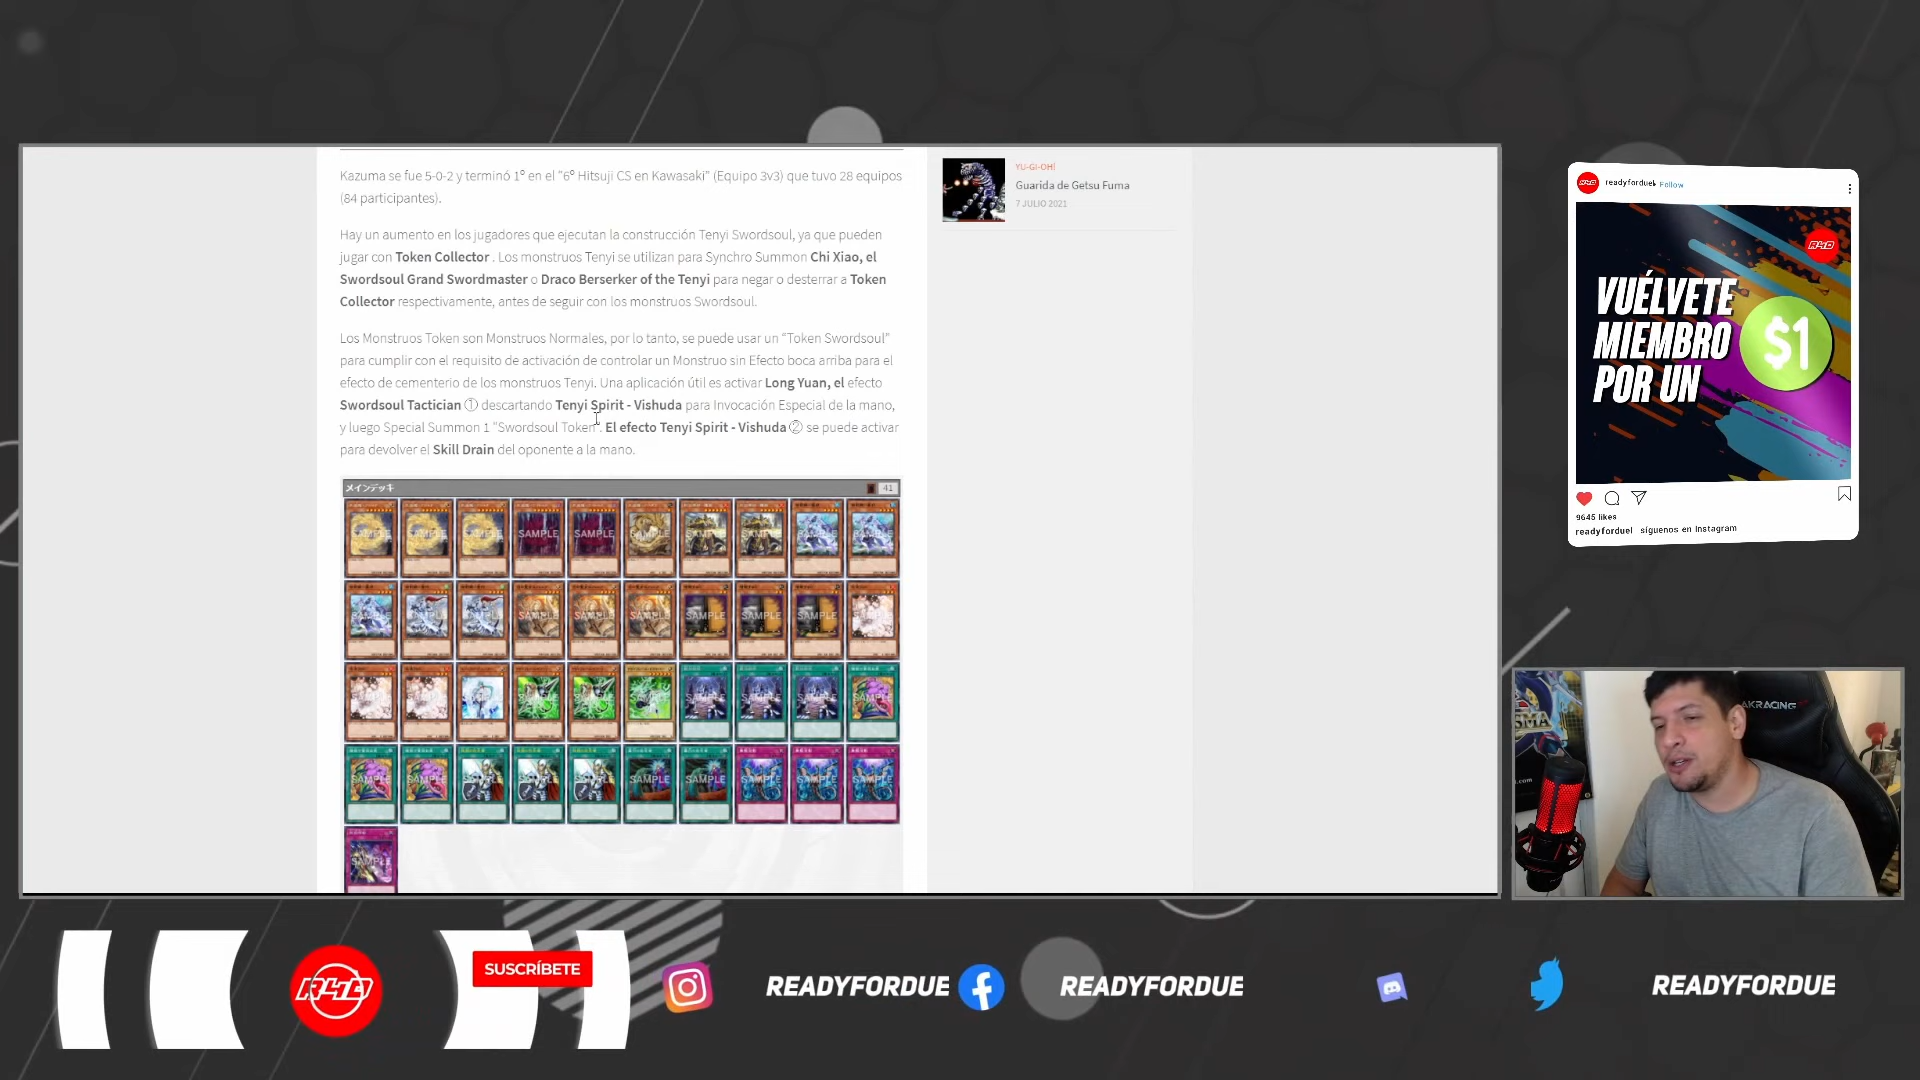 Kazuma se fue 5-0-2 y terminó 1º en el "6º Hitsuji CS en Kawasaki" (Equipo 3v3) que tuvo 28 equipos
(84 participantes).
Hay un aumento en los jugadores que ejecutan la construcción Tenyi Swordsoul, ya que pueden
jugar con Token Collector . Los monstruos Tenyi se utilizan para Synchro Summon Chi Xiao, el
Swordsoul Grand Swordmaster o Draco Berserker of the Tenyi para negar o desterrar a Token
Collector respectivamente, antes de seguir con los monstruos Swordsoul.
Los Monstruos Token son Monstruos Normales, por lo tanto, se puede usar un "Token Swordsoul"
para cumplir con el requisito de activación de controlar un Monstruo sin Efecto boca arriba para el
efecto de cementerio de los monstruos Tenyi. Una aplicación útil es activar Long Yuan, el efecto
Swordsoul Tactician ① descartando Tenyi Spirit - Vishuda para Invocación Especial de la mano,
y luego Special Summon 1 "Swordsoul Token". El efecto Tenyi Spirit - Vishuda ② se puede activar
para devolver el Skill Drain del oponente a la mano.
メインデッキ
41
YU-GI-OH!
Guarida de Getsu Fuma
7 JULIO 2021
readyforduel Follow
R4D
VUÉLVETE
MIEMBRO
POR UN
$1
9645 likes
readyforduel síguenos en Instagram
AKRACING
R4D
SUSCRÍBETE
READYFORDUE
READYFORDUE
READYFORDUE